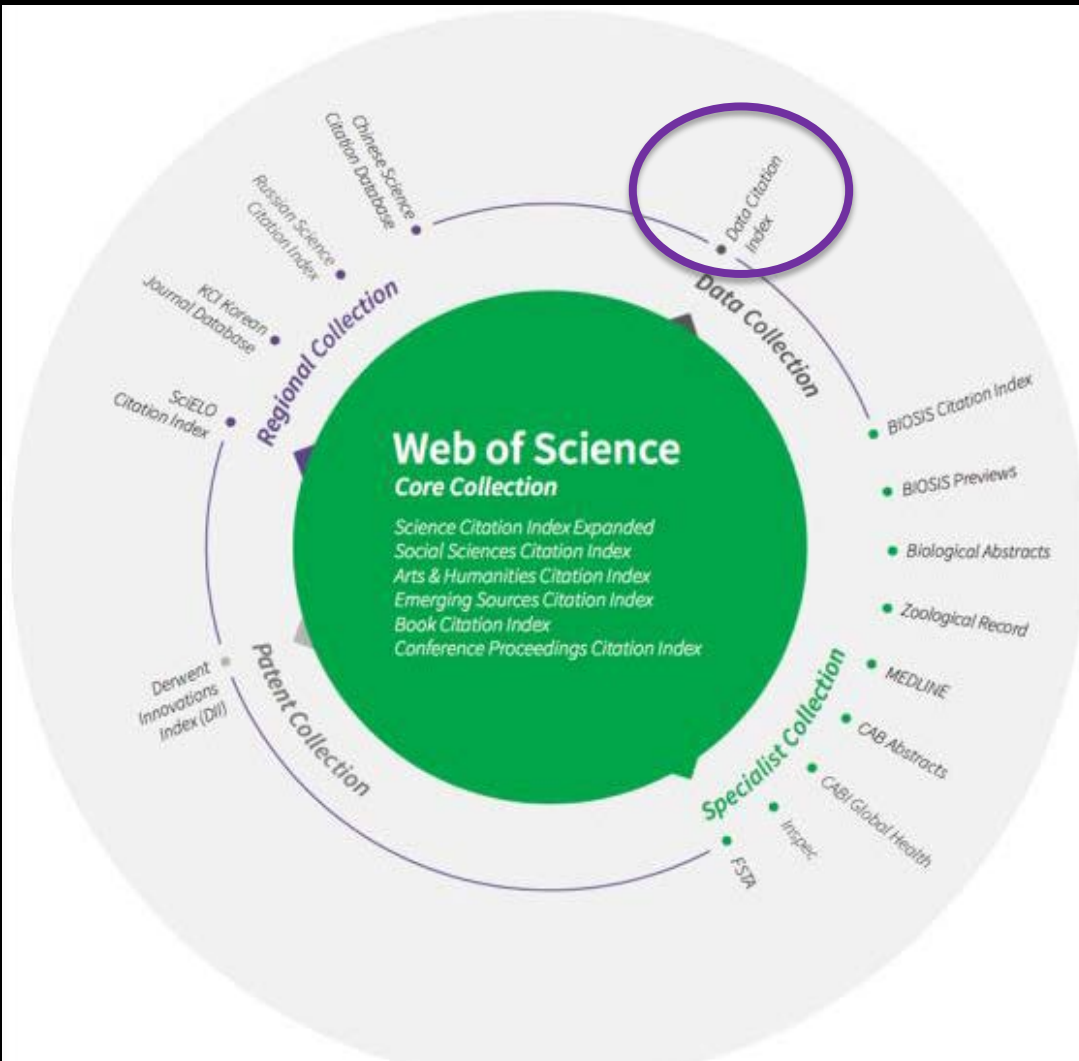 Web of Science
Core Collection
Science Citation Index Expanded
Social Sciences Citation Index
Arts & Humanities Citation Index
Emerging Sources Citation Index
Book Citation Index
Conference Proceedings Citation Index
Regional Collection
Chinese Science
Citation Database
Russian Science
Citation Index
KCI Korean
Journal Database
SciELO
Citation Index
Data Collection
Data Citation
Index
Specialist Collection
BIOSIS Citation Index
BIOSIS Previews
Biological Abstracts
Zoological Record
MEDLINE
CAB Abstracts
CABI Global Health
Inspec
FSTA
Patent Collection
Derwent
Innovations
Index (DII)